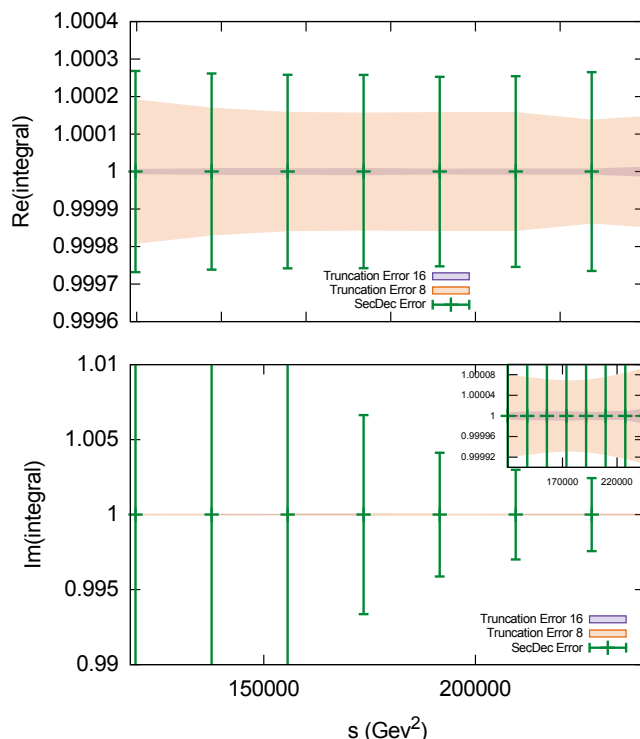 1.0004
1.0003
1.0002
1.0001
1
0.9999
0.9998
0.9997
0.9996
Re(integral)
Truncation Error 16
Truncation Error 8
SecDec Error
1.01
1.005
1
0.995
0.99
Im(integral)
1.00008
1.00004
1
0.99996
0.99992
170000 220000
Truncation Error 16
Truncation Error 8
SecDec Error
150000 200000
s (Gev²)